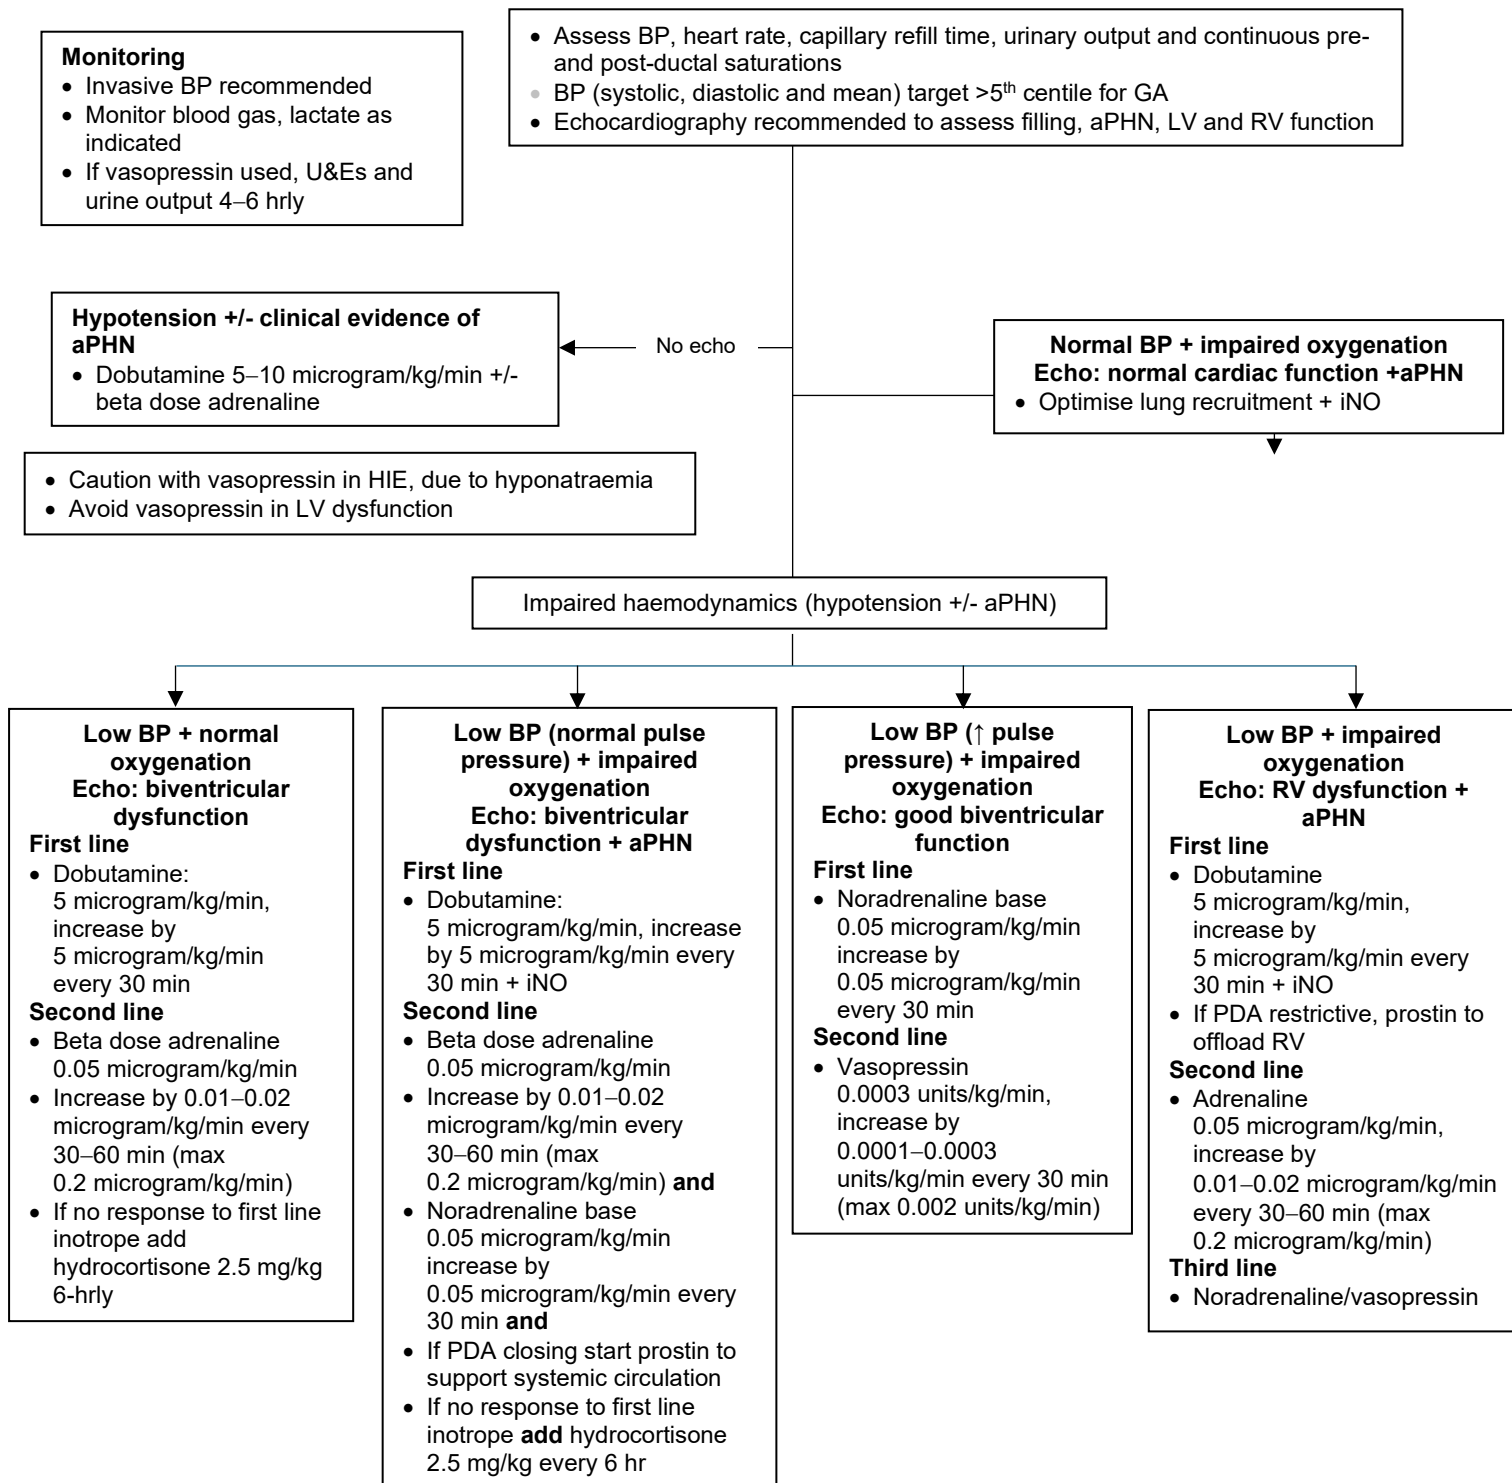 Monitoring
• Invasive BP recommended
• Monitor blood gas, lactate as
indicated
• If vasopressin used, U&Es and
urine output 4–6 hrly
• Assess BP, heart rate, capillary refill time, urinary output and continuous pre-
and post-ductal saturations
• BP (systolic, diastolic and mean) target >5th centile for GA
• Echocardiography recommended to assess filling, aPHN, LV and RV function
Hypotension +/- clinical evidence of
aPHN
• Dobutamine 5–10 microgram/kg/min +/-
beta dose adrenaline
No echo
Normal BP + impaired oxygenation
Echo: normal cardiac function +aPHN
• Optimise lung recruitment + iNO
• Caution with vasopressin in HIE, due to hyponatraemia
• Avoid vasopressin in LV dysfunction
Impaired haemodynamics (hypotension +/- aPHN)
Low BP + normal
oxygenation
Echo: biventricular
dysfunction
First line
• Dobutamine:
5 microgram/kg/min,
increase by
5 microgram/kg/min
every 30 min
Second line
• Beta dose adrenaline
0.05 microgram/kg/min
• Increase by 0.01–0.02
microgram/kg/min every
30–60 min (max
0.2 microgram/kg/min)
• If no response to first line
inotrope add
hydrocortisone 2.5 mg/kg
6-hrly
Low BP (normal pulse
pressure) + impaired
oxygenation
Echo: biventricular
dysfunction + aPHN
First line
• Dobutamine:
5 microgram/kg/min, increase
by 5 microgram/kg/min every
30 min + iNO
Second line
• Beta dose adrenaline
0.05 microgram/kg/min
• Increase by 0.01–0.02
microgram/kg/min every
30–60 min (max
0.2 microgram/kg/min) and
• Noradrenaline base
0.05 microgram/kg/min
increase by
0.05 microgram/kg/min every
30 min and
• If PDA closing start prostin to
support systemic circulation
• If no response to first line
inotrope add hydrocortisone
2.5 mg/kg every 6 hr
Low BP (↑ pulse
pressure) + impaired
oxygenation
Echo: good biventricular
function
First line
• Noradrenaline base
0.05 microgram/kg/min
increase by
0.05 microgram/kg/min
every 30 min
Second line
• Vasopressin
0.0003 units/kg/min,
increase by
0.0001–0.0003
units/kg/min every 30 min
(max 0.002 units/kg/min)
Low BP + impaired
oxygenation
Echo: RV dysfunction +
aPHN
First line
• Dobutamine
5 microgram/kg/min,
increase by
5 microgram/kg/min every
30 min + iNO
• If PDA restrictive, prostin to
offload RV
Second line
• Adrenaline
0.05 microgram/kg/min,
increase by
0.01–0.02 microgram/kg/min
every 30–60 min (max
0.2 microgram/kg/min)
Third line
• Noradrenaline/vasopressin